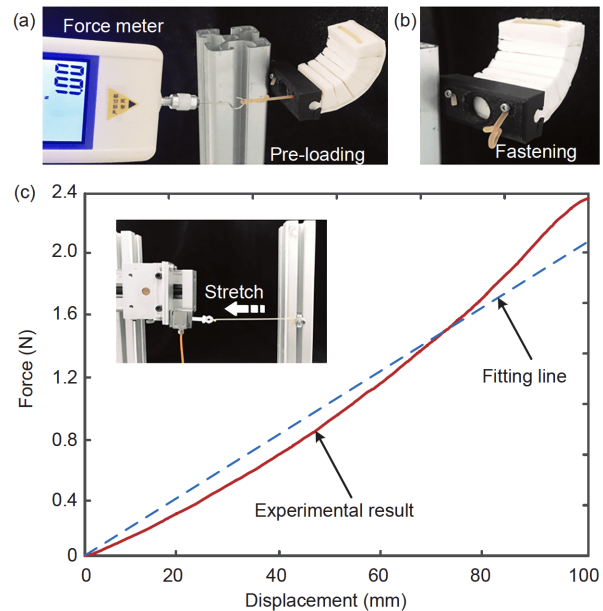 (a)
Force meter
Pre-loading
(b)
Fastening
(c)
2.4
2.0
1.6
1.2
0.8
0.4
0
Force (N)
Stretch
Fitting line
Experimental result
0
20
40
60
80
100
Displacement (mm)